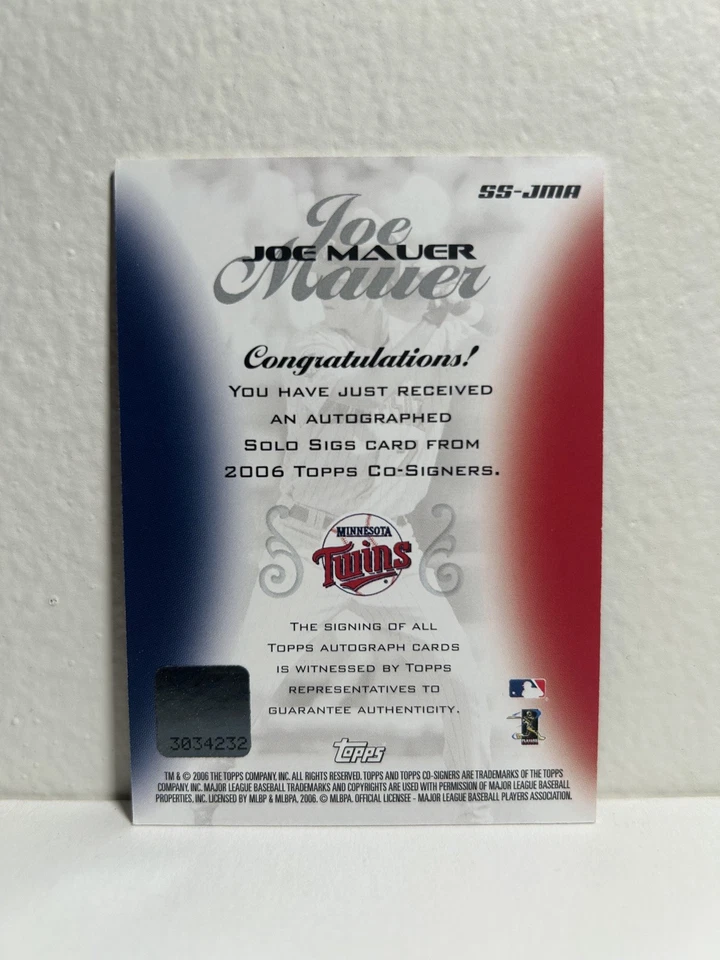 SS-JMA
Joe
JOE MAUER
Mauer
Congratulations!
YOU HAVE JUST RECEIVED
AN AUTOGRAPHED
SOLO SIGS CARD FROM
2006 TOPPS CO-SIGNERS.
MINNESOTA
Twins
THE SIGNING OF ALL
TOPPS AUTOGRAPH CARDS
IS WITNESSED BY TOPPS
REPRESENTATIVES TO
GUARANTEE AUTHENTICITY.
3034232
PLAYERS
topps
TM & © 2006 THE TOPPS COMPANY, INC. ALL RIGHTS RESERVED. TOPPS AND TOPPS CO-SIGNERS ARE TRADEMARKS OF THE TOPPS
COMPANY, INC. MAJOR LEAGUE BASEBALL TRADEMARKS AND COPYRIGHTS ARE USED WITH PERMISSION OF MAJOR LEAGUE BASEBALL
PROPERTIES, INC. LICENSED BY MLBP & MLBPA, 2006. © MLBPA. OFFICIAL LICENSEE - MAJOR LEAGUE BASEBALL PLAYERS ASSOCIATION.